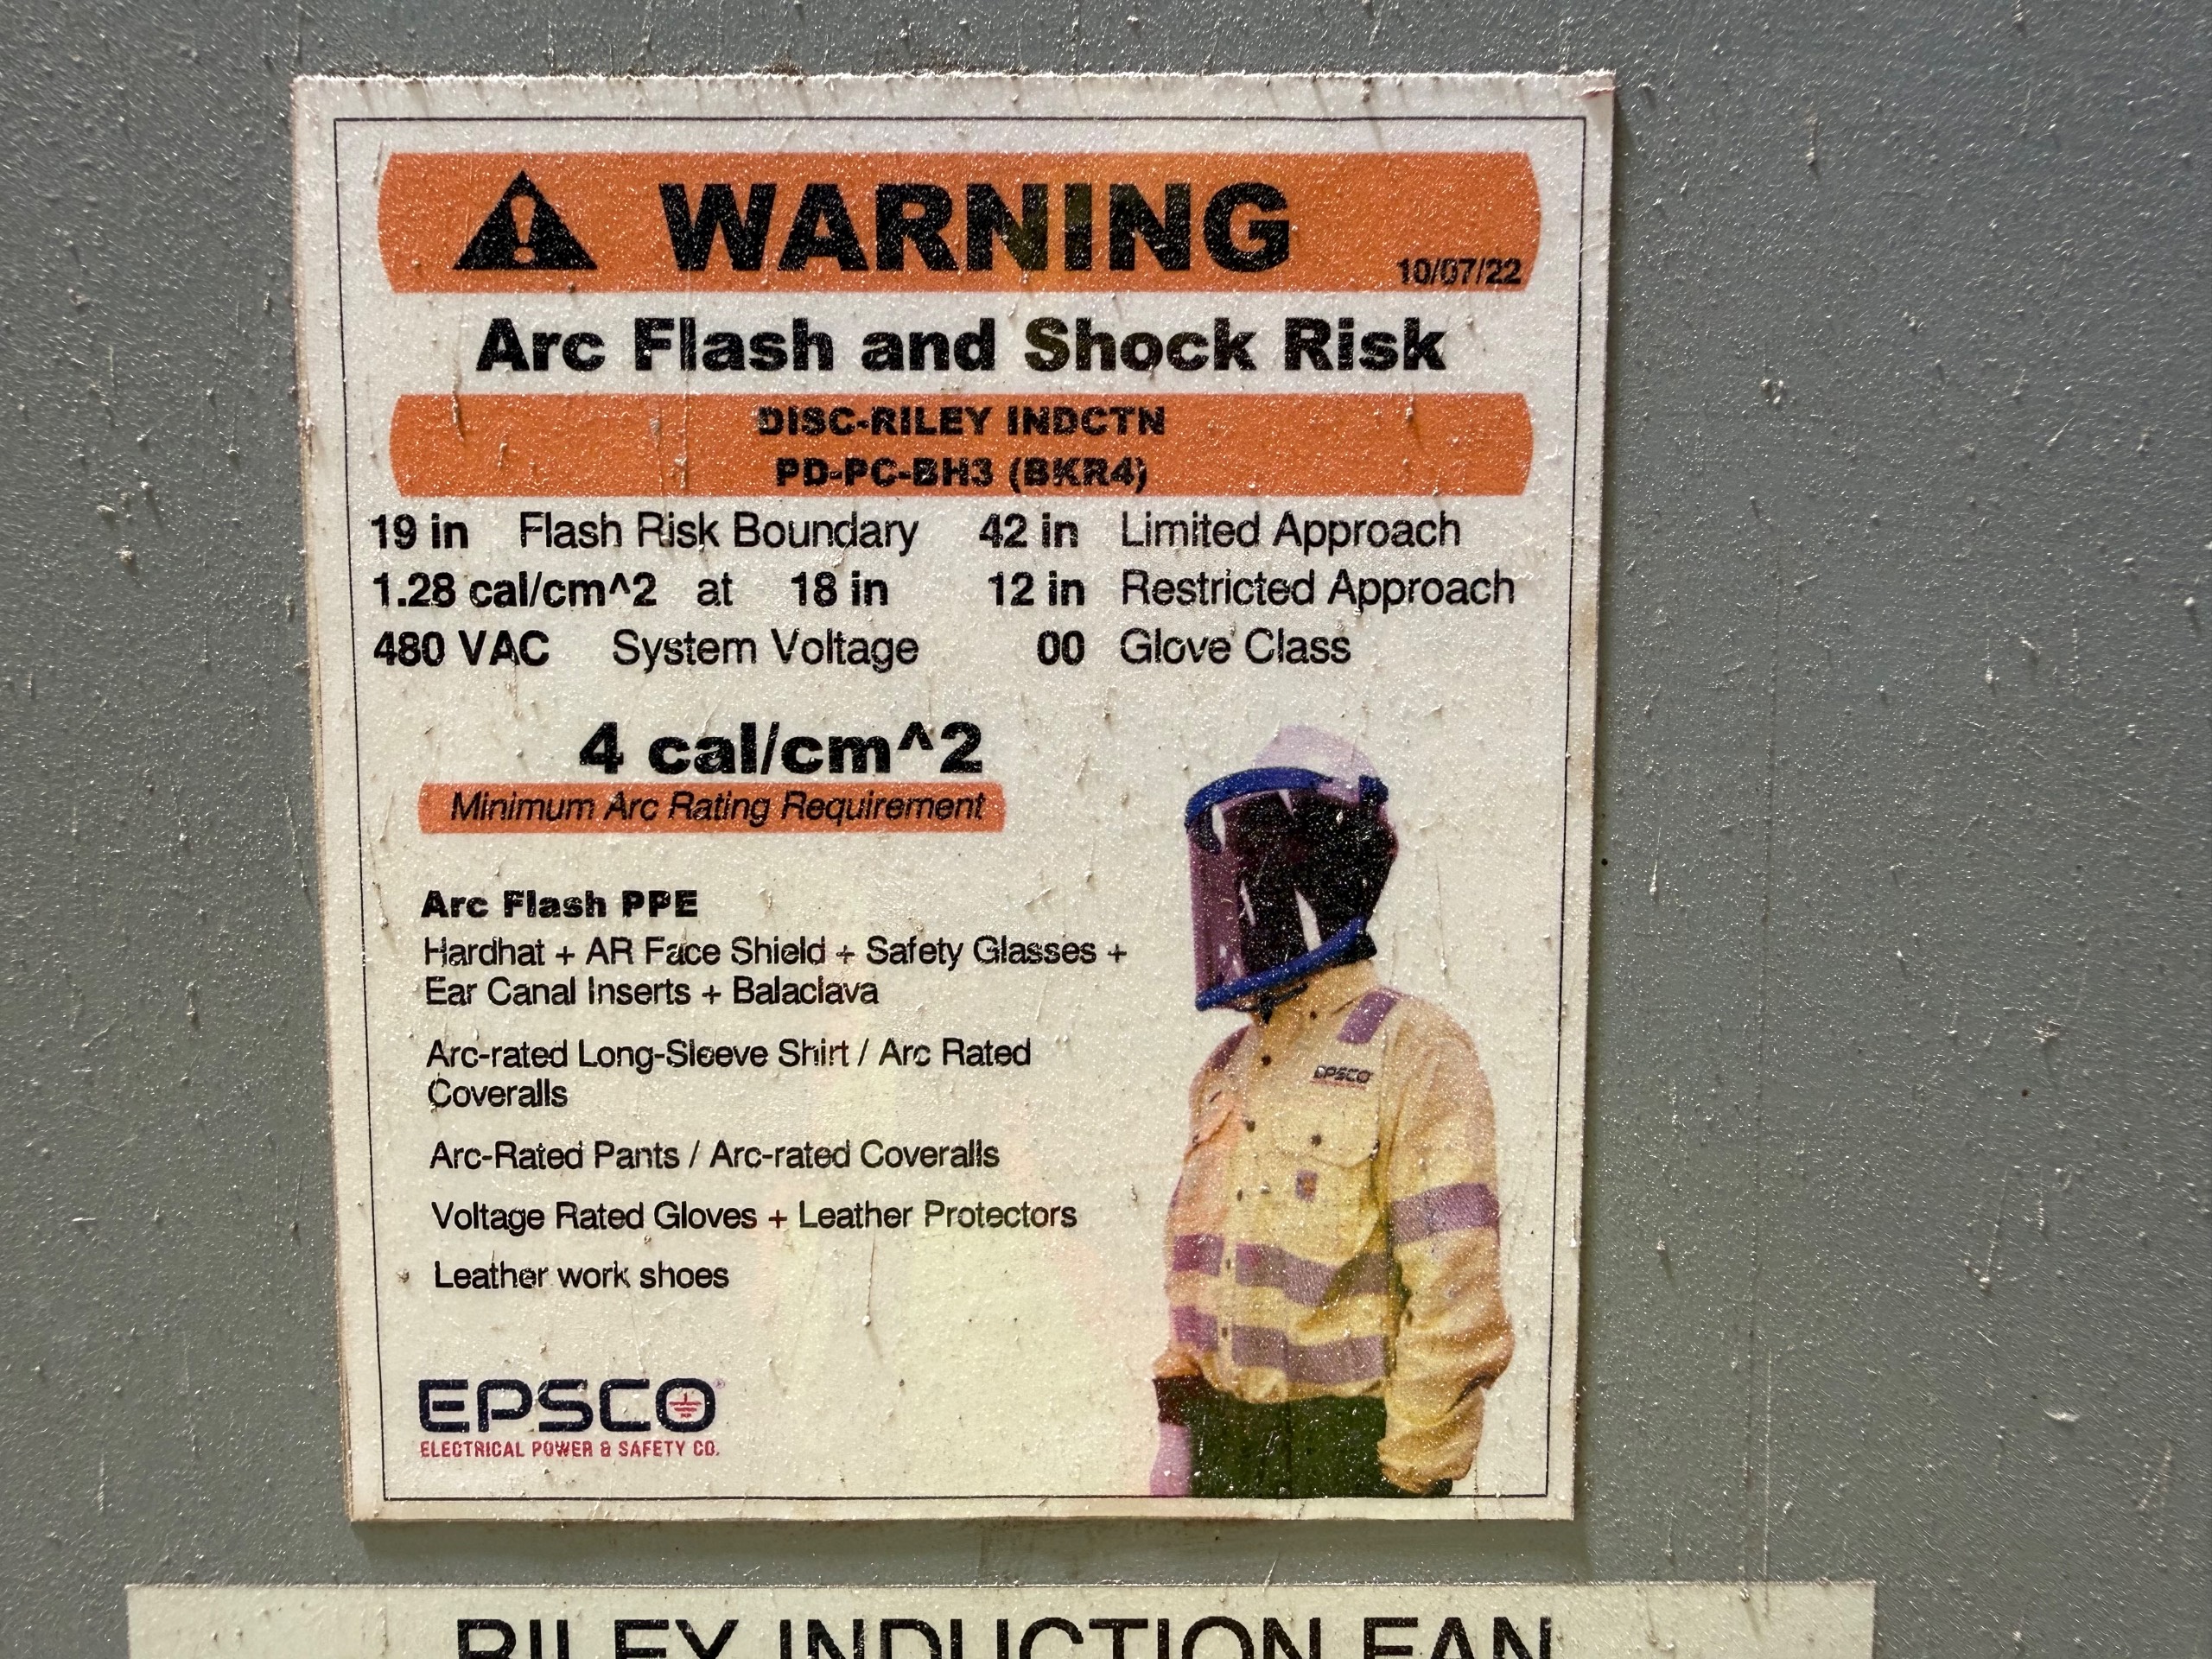 WARNING
10/07/22
Arc Flash and Shock Risk
DISC-RILEY INDCTN
PD-PC-BH3 (BKR4)
19 in Flash Risk Boundary 42 in Limited Approach
1.28 cal/cm^2 at 18 in 12 in Restricted Approach
480 VAC System Voltage 00 Glove Class
4 cal/cm^2
Minimum Arc Rating Requirement
Arc Flash PPE
Hardhat + AR Face Shield + Safety Glasses +
Ear Canal Inserts + Balaclava
Arc-rated Long-Sleeve Shirt / Arc Rated
Coveralls
Arc-Rated Pants / Arc-rated Coveralls
Voltage Rated Gloves + Leather Protectors
Leather work shoes
EPSCO
EPSCO
ELECTRICAL POWER & SAFETY CO.
RILEY INDUCTION FAN